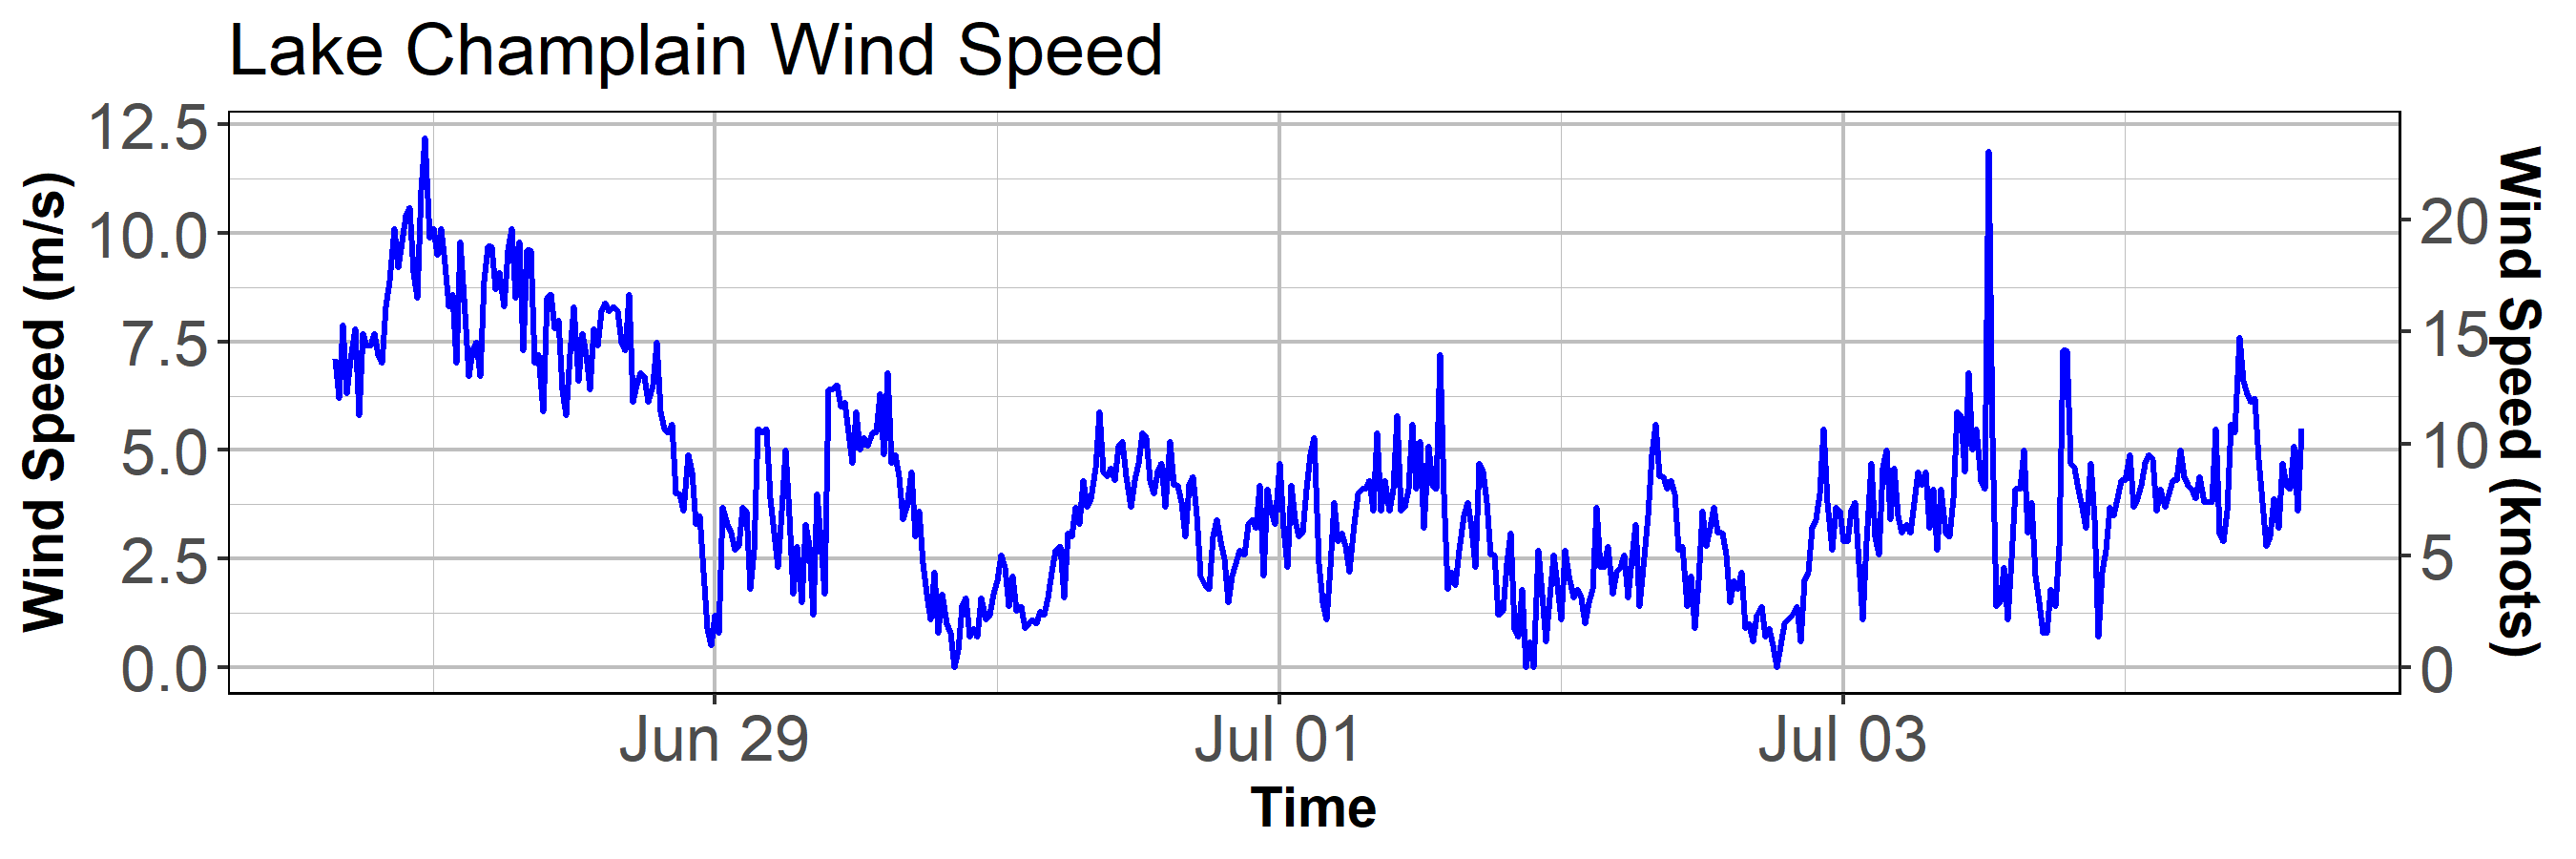 Lake Champlain Wind Speed
12.5
10.0
7.5
5.0
2.5
0.0
Wind Speed (m/s)
20
15
10
5
0
Wind Speed (knots)
Jun 29
Jul 01
Jul 03
Time